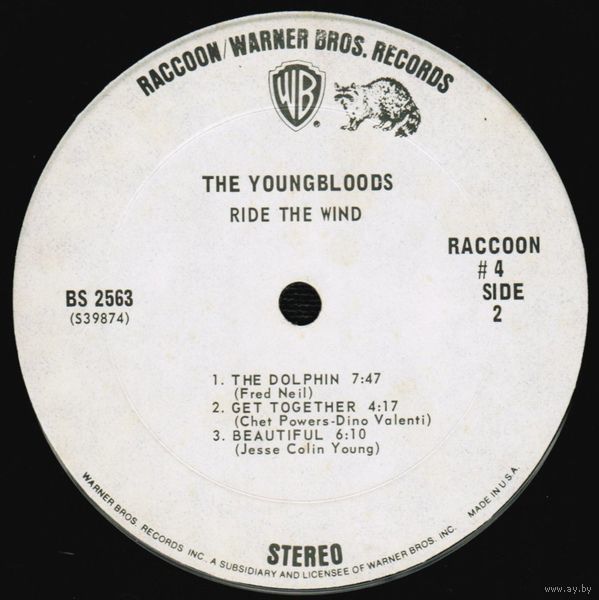 RACCOON/WARNER BROS. RECORDS
WB
®
THE YOUNGBLOODS
RIDE THE WIND
RACCOON
#4
SIDE
2
BS 2563
(S39874)
1. THE DOLPHIN 7:47
(Fred Neil)
2. GET TOGETHER 4:17
(Chet Powers-Dino Valenti)
3. BEAUTIFUL 6:10
(Jesse Colin Young)
STEREO
WARNER BROS. RECORDS INC. A SUBSIDIARY AND LICENSEE OF WARNER BROS. INC.
MADE IN U.S.A.
© www.ay.by